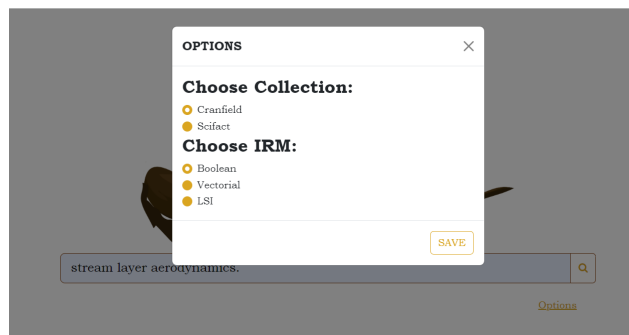 OPTIONS
Choose Collection:
Cranfield
Scifact
Choose IRM:
Boolean
Vectorial
LSI
SAVE
stream layer aerodynamics.
Options